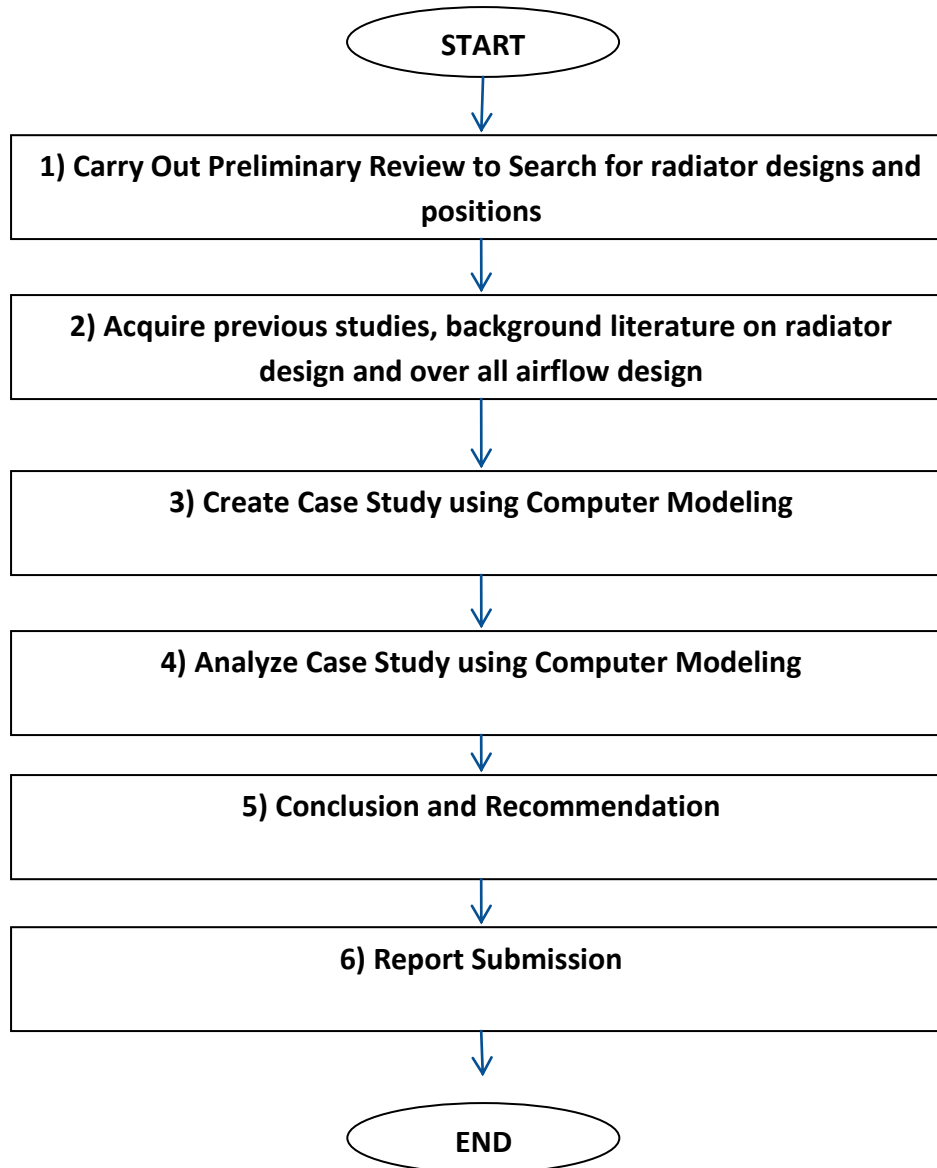 START
1) Carry Out Preliminary Review to Search for radiator designs and
positions
2) Acquire previous studies, background literature on radiator
design and over all airflow design
3) Create Case Study using Computer Modeling
4) Analyze Case Study using Computer Modeling
5) Conclusion and Recommendation
6) Report Submission
END